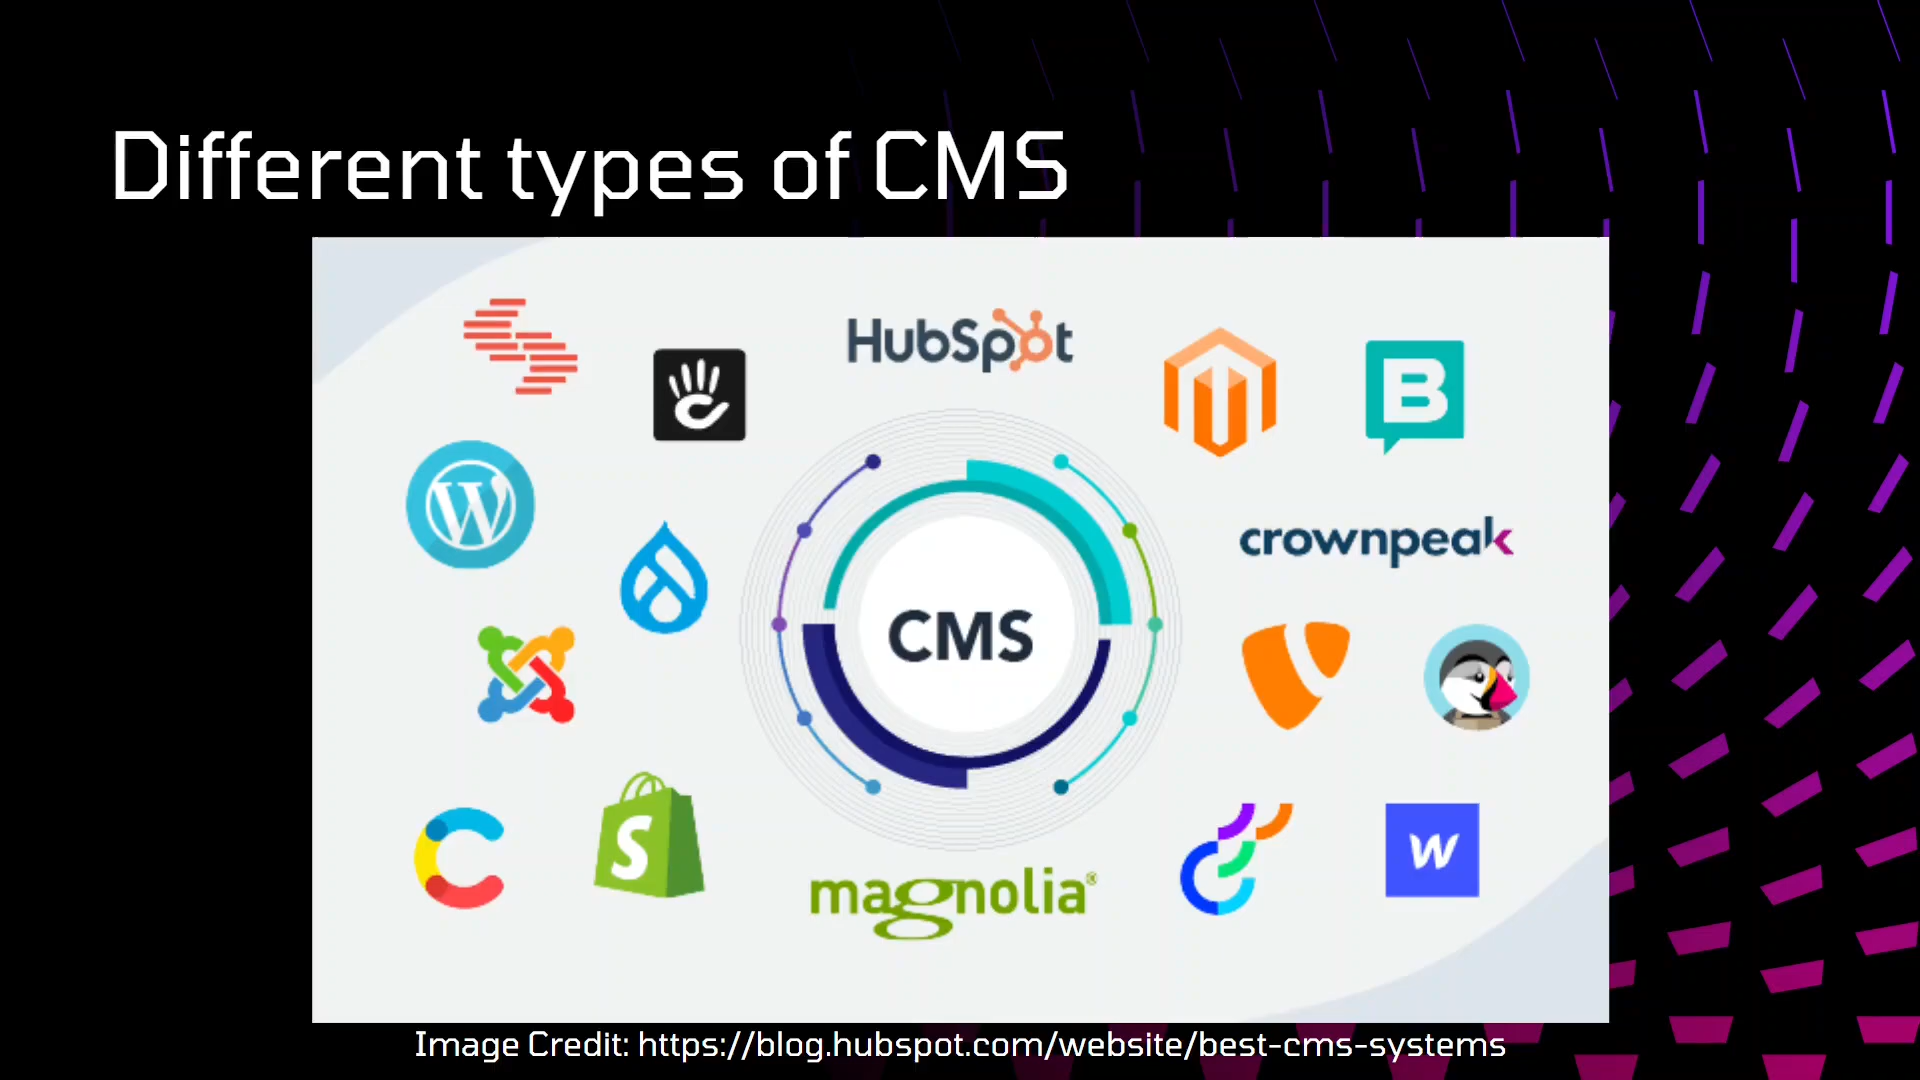 Different types of CMS
HubSpot
B
W
crownpeak
CMS
S
magnolia®
W
Image Credit: https://blog.hubspot.com/website/best-cms-systems